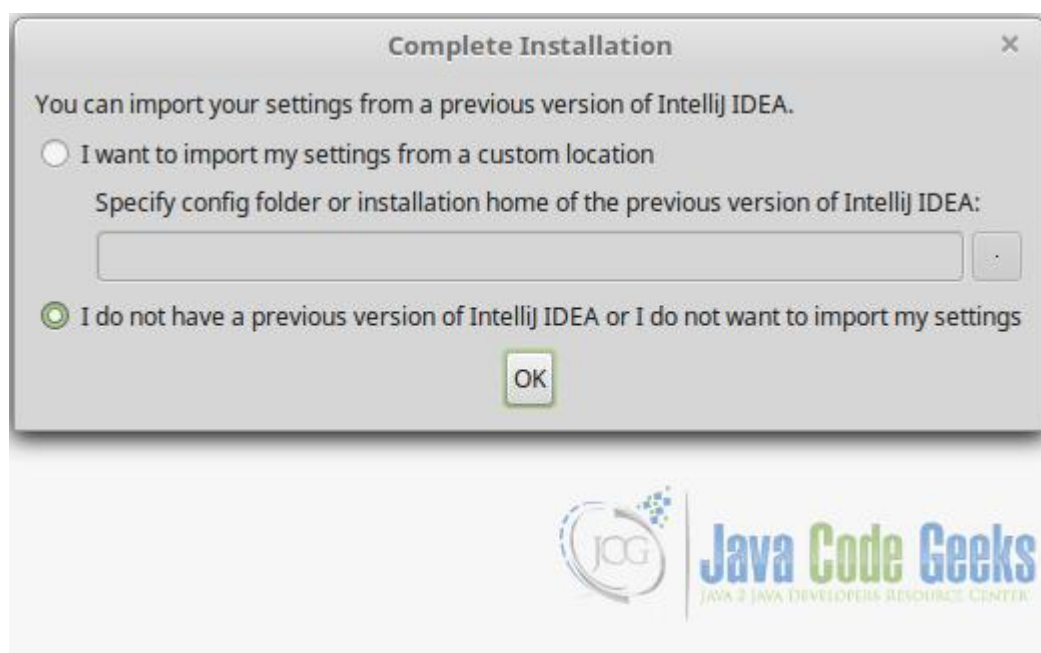 Complete Installation
You can import your settings from a previous version of IntelliJ IDEA.
I want to import my settings from a custom location
Specify config folder or installation home of the previous version of IntelliJ IDEA:
I do not have a previous version of IntelliJ IDEA or I do not want to import my settings
OK
JCG
Java Code Geeks
JAVA 2 JAVA DEVELOPERS RESOURCE CENTER